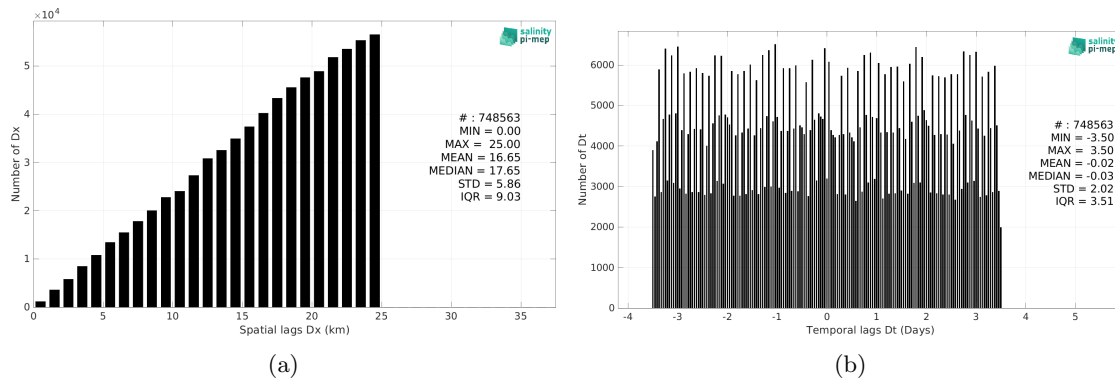 ×10⁴
5
4
3
2
1
0
Number of Dx
0 5 10 15 20 25 30 35
Spatial lags Dx (km)
salinity
pi-mep
# : 748563
MIN = 0.00
MAX = 25.00
MEAN = 16.65
MEDIAN = 17.65
STD = 5.86
IQR = 9.03
(a)
6000
5000
4000
3000
2000
1000
0
Number of Dt
-4 -3 -2 -1 0 1 2 3 4 5
Temporal lags Dt (Days)
salinity
pi-mep
# : 748563
MIN = -3.50
MAX = 3.50
MEAN = -0.02
MEDIAN = -0.03
STD = 2.02
IQR = 3.51
(b)